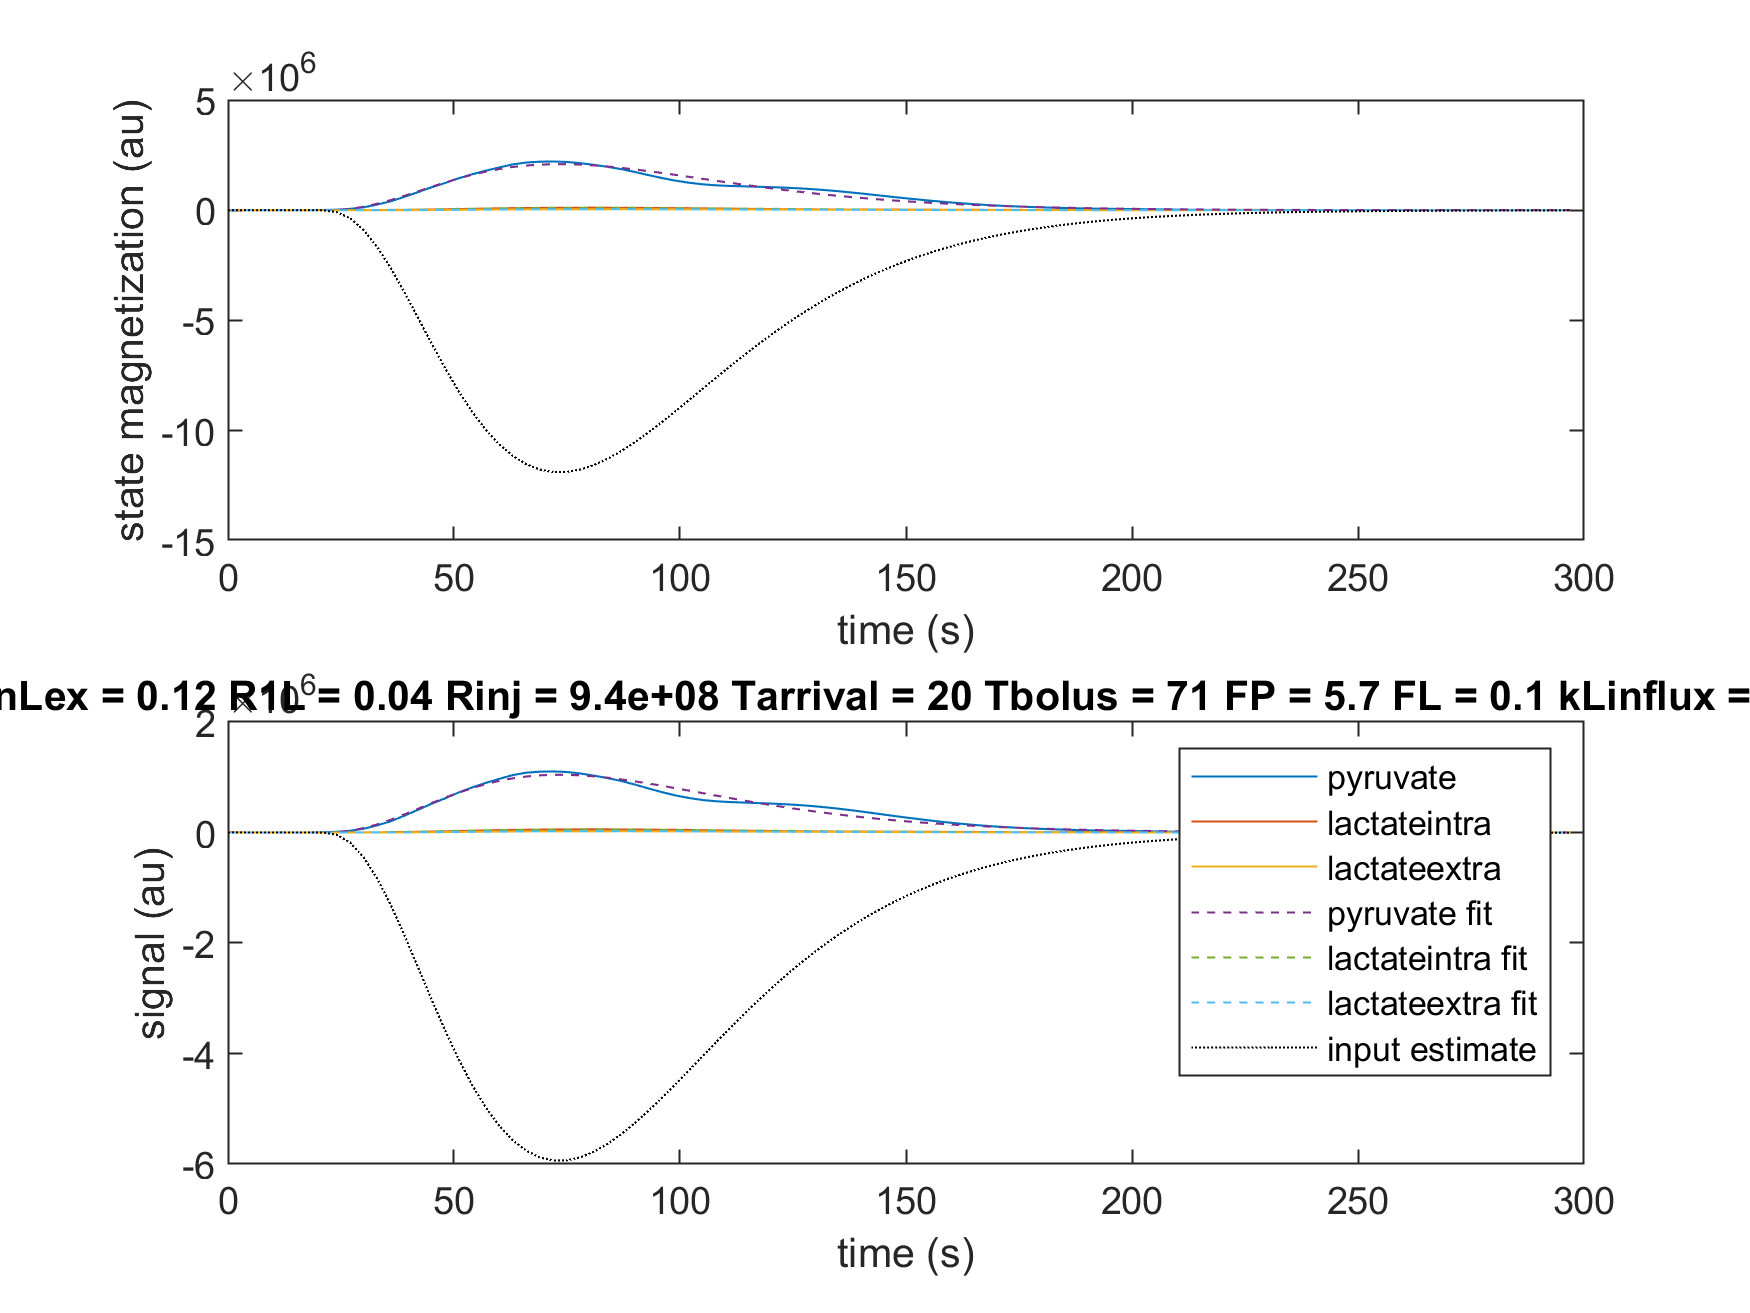 ×10^6
5
0
-5
-10
-15
state magnetization (au)
0 50 100 150 200 250 300
time (s)
nLex = 0.12 R1L = 0.04 Rinj = 9.4e+08 Tarrival = 20 Tbolus = 71 FP = 5.7 FL = 0.1 kLinflux =
×10^6
2
0
-2
-4
-6
signal (au)
pyruvate
lactateintra
lactateextra
pyruvate fit
lactateintra fit
lactateextra fit
input estimate
0 50 100 150 200 250 300
time (s)